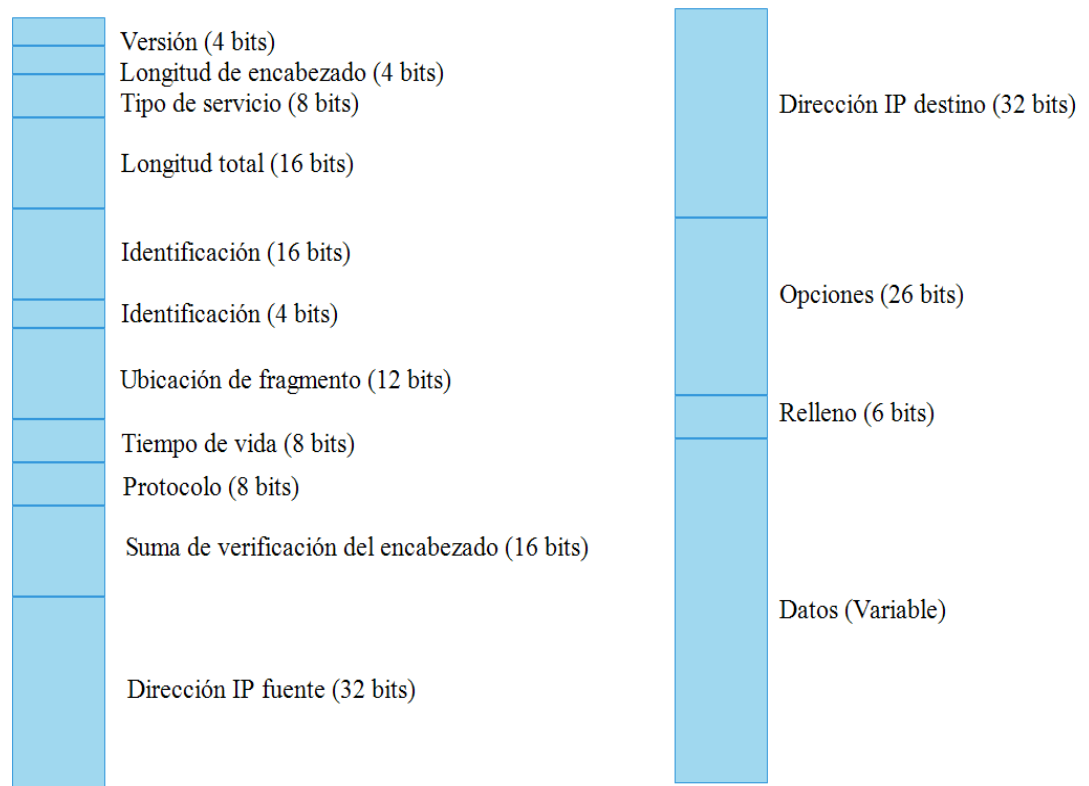 Versión (4 bits)
Longitud de encabezado (4 bits)
Tipo de servicio (8 bits)
Longitud total (16 bits)
Identificación (16 bits)
Identificación (4 bits)
Ubicación de fragmento (12 bits)
Tiempo de vida (8 bits)
Protocolo (8 bits)
Suma de verificación del encabezado (16 bits)
Dirección IP fuente (32 bits)
Dirección IP destino (32 bits)
Opciones (26 bits)
Relleno (6 bits)
Datos (Variable)